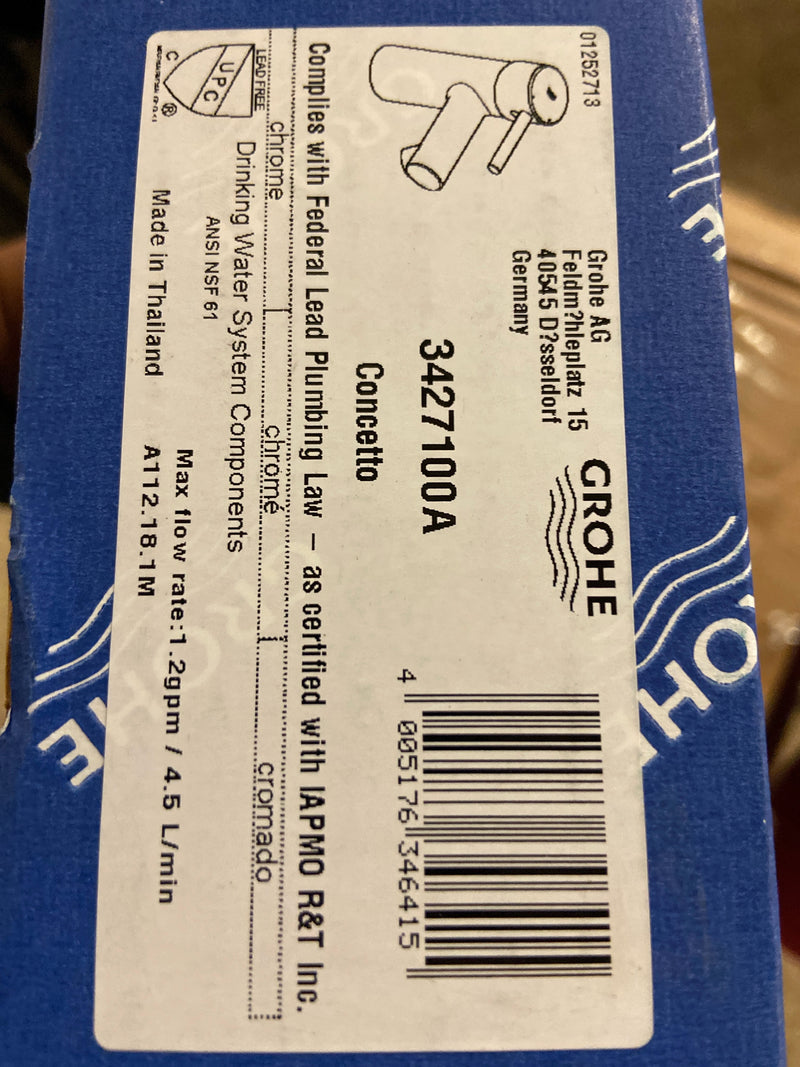 01252713
Grohe AG
Feldm?hleplatz 15
40545 D?sseldorf
Germany
GROHE
3427100A
Concetto
4 005176 346415
Complies with Federal Lead Plumbing Law – as certified with IAPMO R&T Inc.
chrome chromé cromado
LEAD FREE
UPC
C ®
Drinking Water System Components
ANSI NSF 61
Made in Thailand
Max flow rate:1.2gpm / 4.5 L/min
A112.18.1M